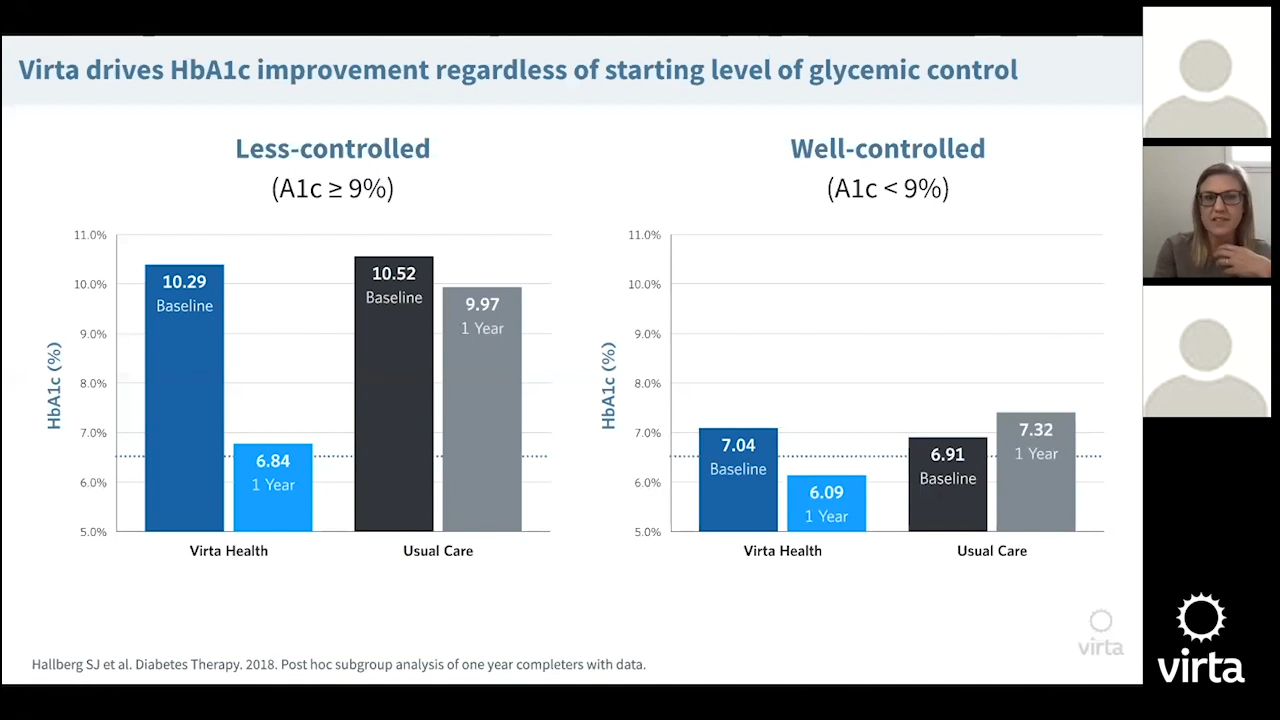 Virta drives HbA1c improvement regardless of starting level of glycemic control
Less-controlled
(A1c ≥ 9%)
11.0%
10.0%
9.0%
8.0%
7.0%
6.0%
5.0%
HbA1c (%)
10.29
Baseline
6.84
1 Year
10.52
Baseline
9.97
1 Year
Virta Health
Usual Care
Well-controlled
(A1c < 9%)
11.0%
10.0%
9.0%
8.0%
7.0%
6.0%
5.0%
HbA1c (%)
7.04
Baseline
6.09
1 Year
6.91
Baseline
7.32
1 Year
Virta Health
Usual Care
virta
Hallberg SJ et al. Diabetes Therapy. 2018. Post hoc subgroup analysis of one year completers with data.
virta